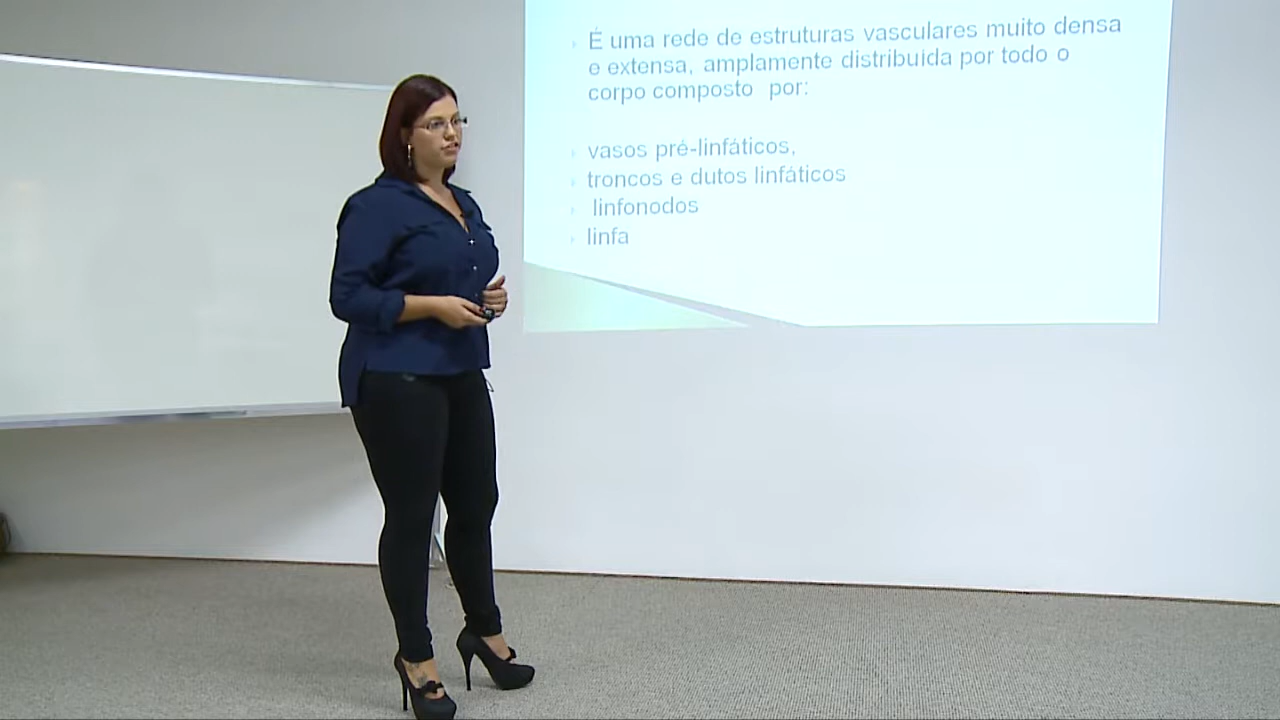 É uma rede de estruturas vasculares muito densa
e extensa, amplamente distribuida por todo o
corpo composto por:
vasos pré-linfáticos,
troncos e dutos linfáticos
linfonodos
linfa